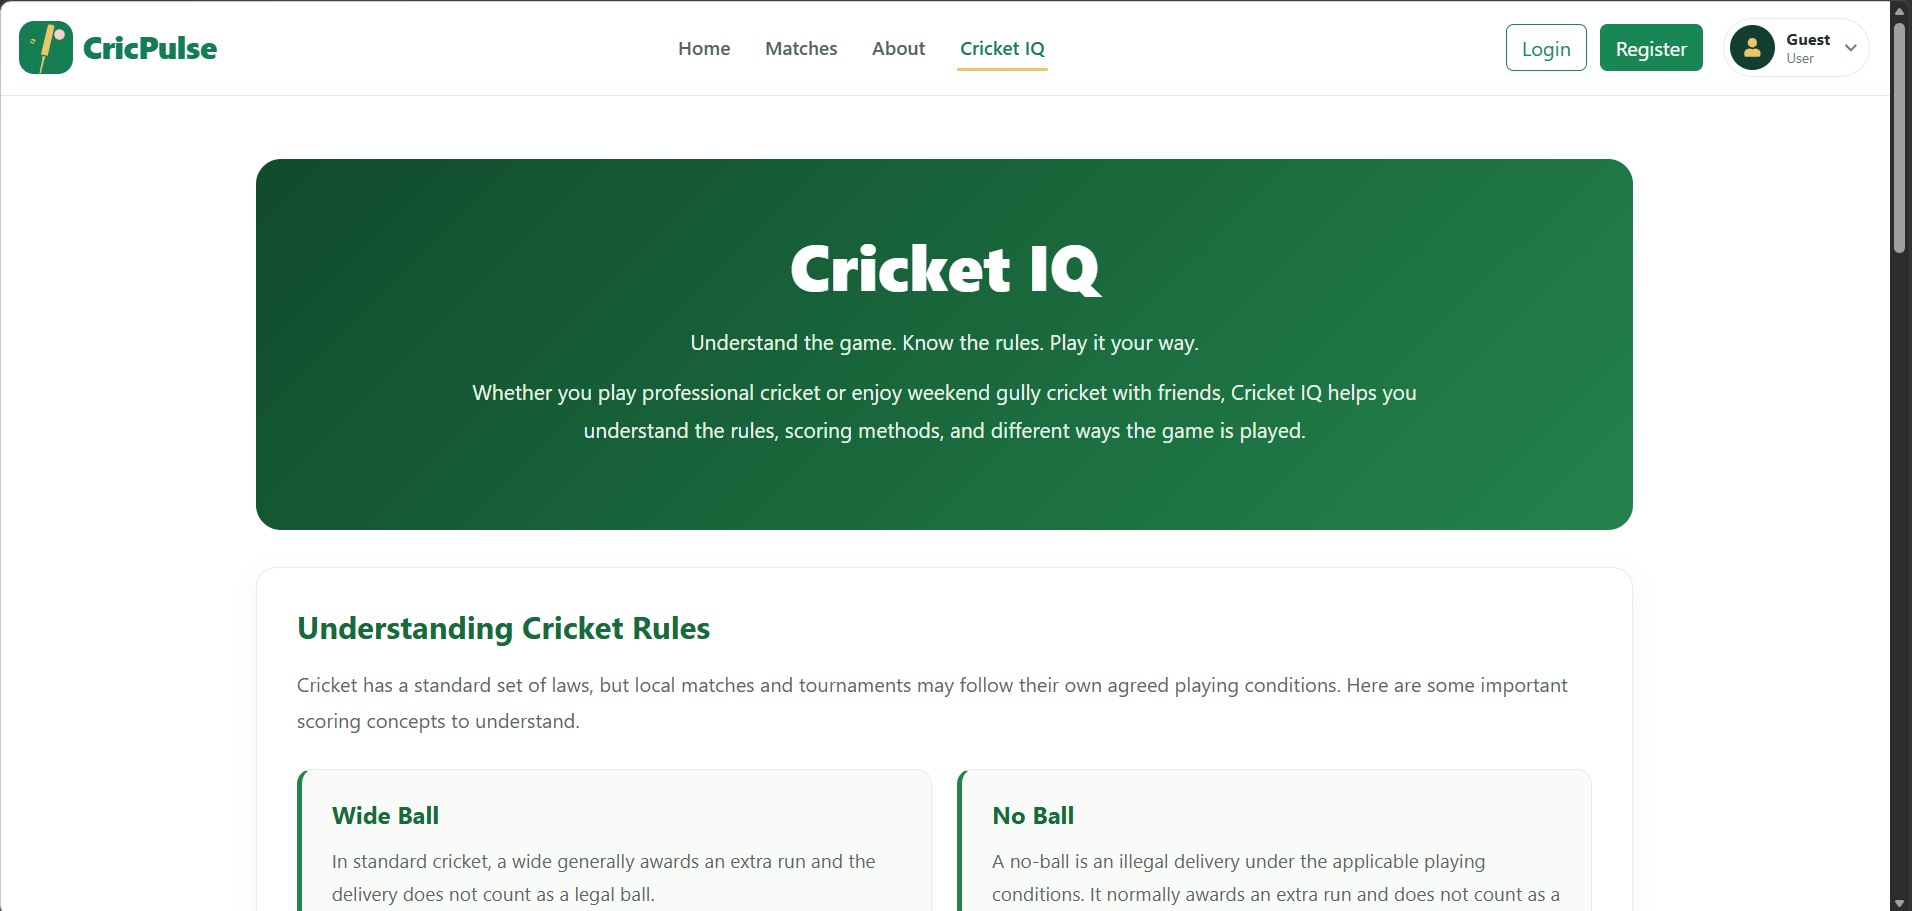 CricPulse
Home
Matches
About
Cricket IQ
Login
Register
Guest
User
Cricket IQ
Understand the game. Know the rules. Play it your way.
Whether you play professional cricket or enjoy weekend gully cricket with friends, Cricket IQ helps you
understand the rules, scoring methods, and different ways the game is played.
Understanding Cricket Rules
Cricket has a standard set of laws, but local matches and tournaments may follow their own agreed playing conditions. Here are some important
scoring concepts to understand.
Wide Ball
In standard cricket, a wide generally awards an extra run and the
delivery does not count as a legal ball.
No Ball
A no-ball is an illegal delivery under the applicable playing
conditions. It normally awards an extra run and does not count as a